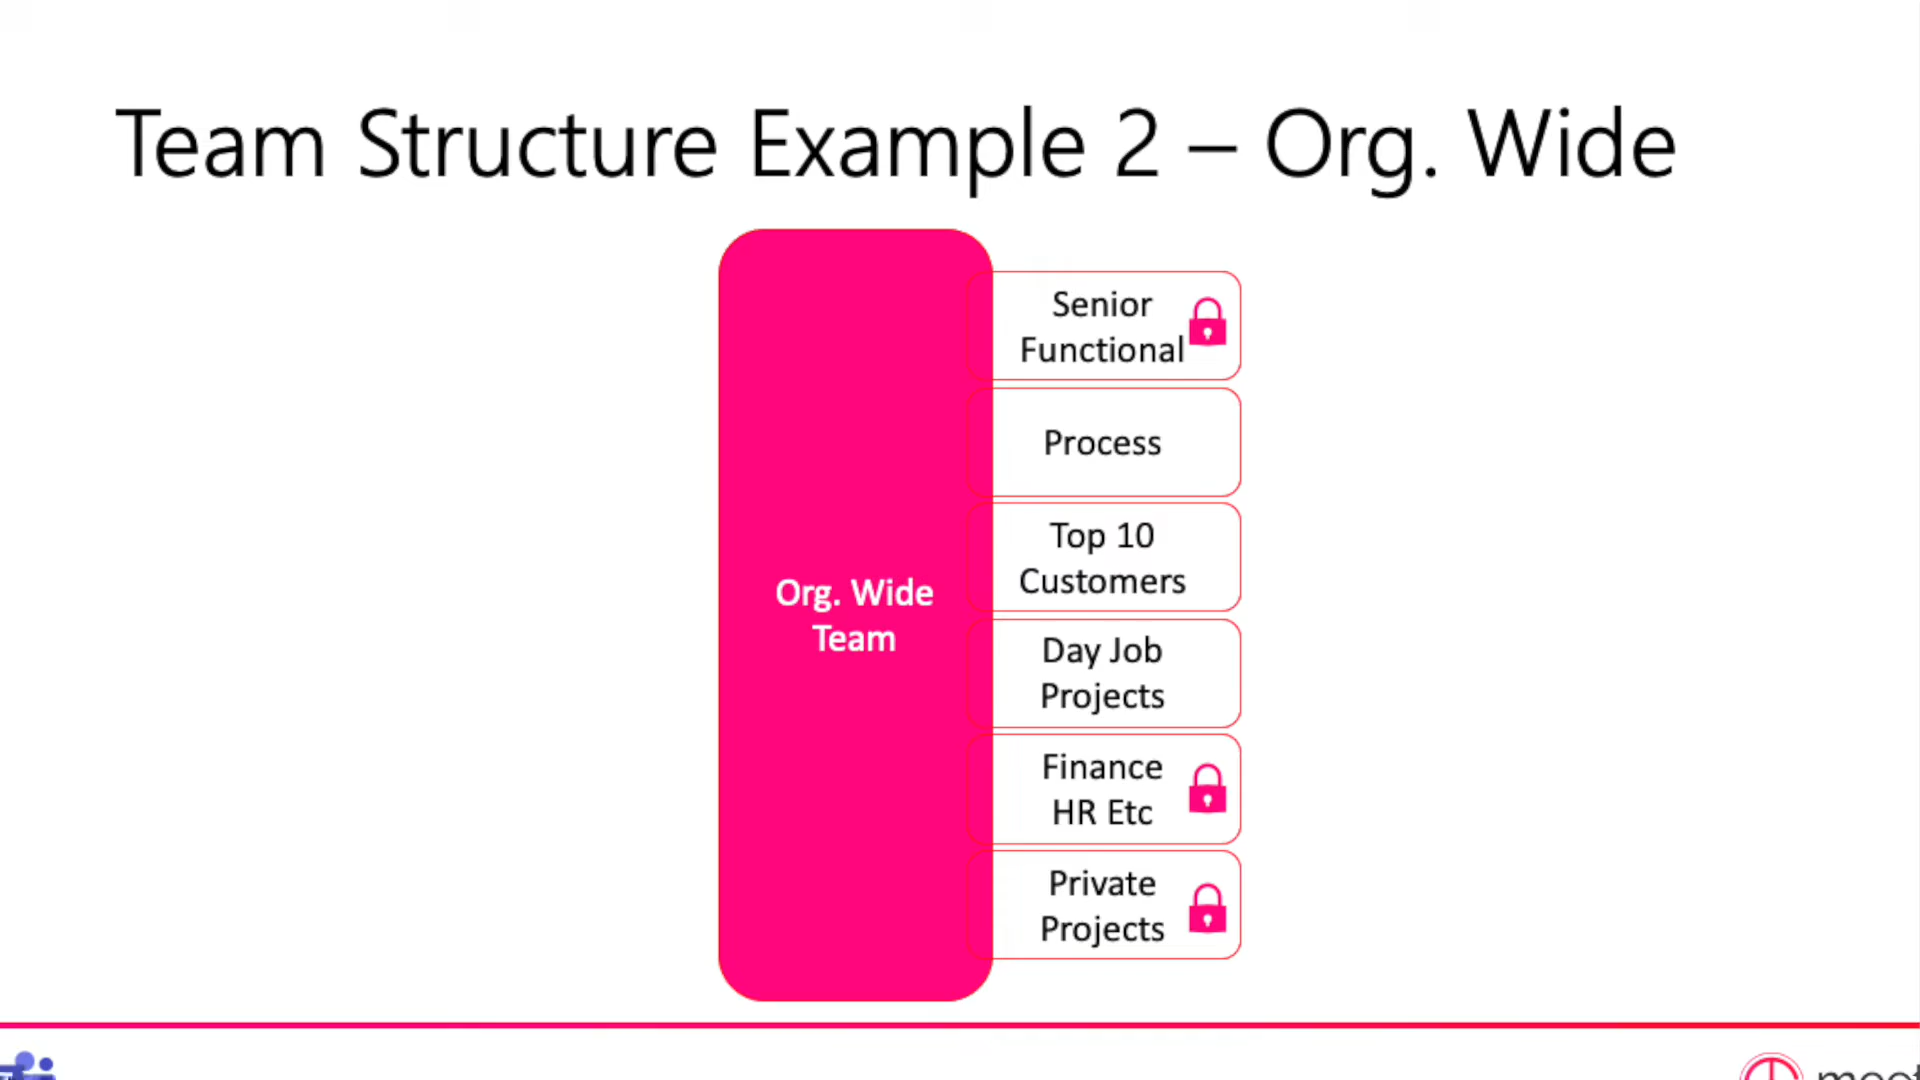 Team Structure Example 2 – Org. Wide
Org. Wide
Team
Senior
Functional
Process
Top 10
Customers
Day Job
Projects
Finance
HR Etc
Private
Projects